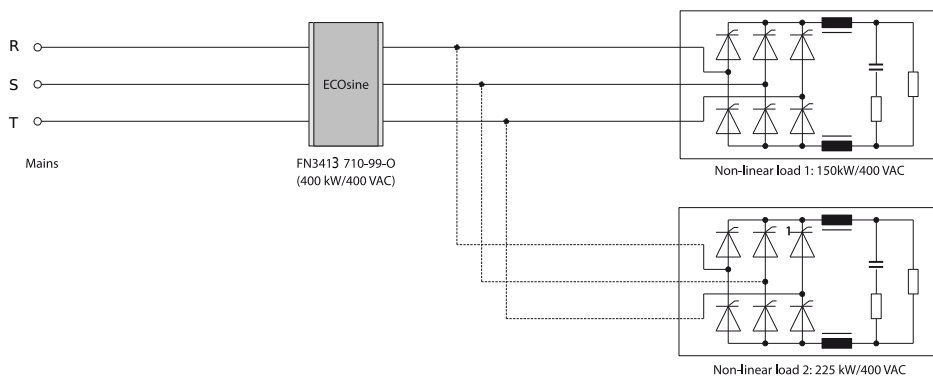 R
S
T
Mains
ECOsine
FN3413 710-99-O
(400 kW/400 VAC)
Non-linear load 1: 150kW/400 VAC
1
Non-linear load 2: 225 kW/400 VAC